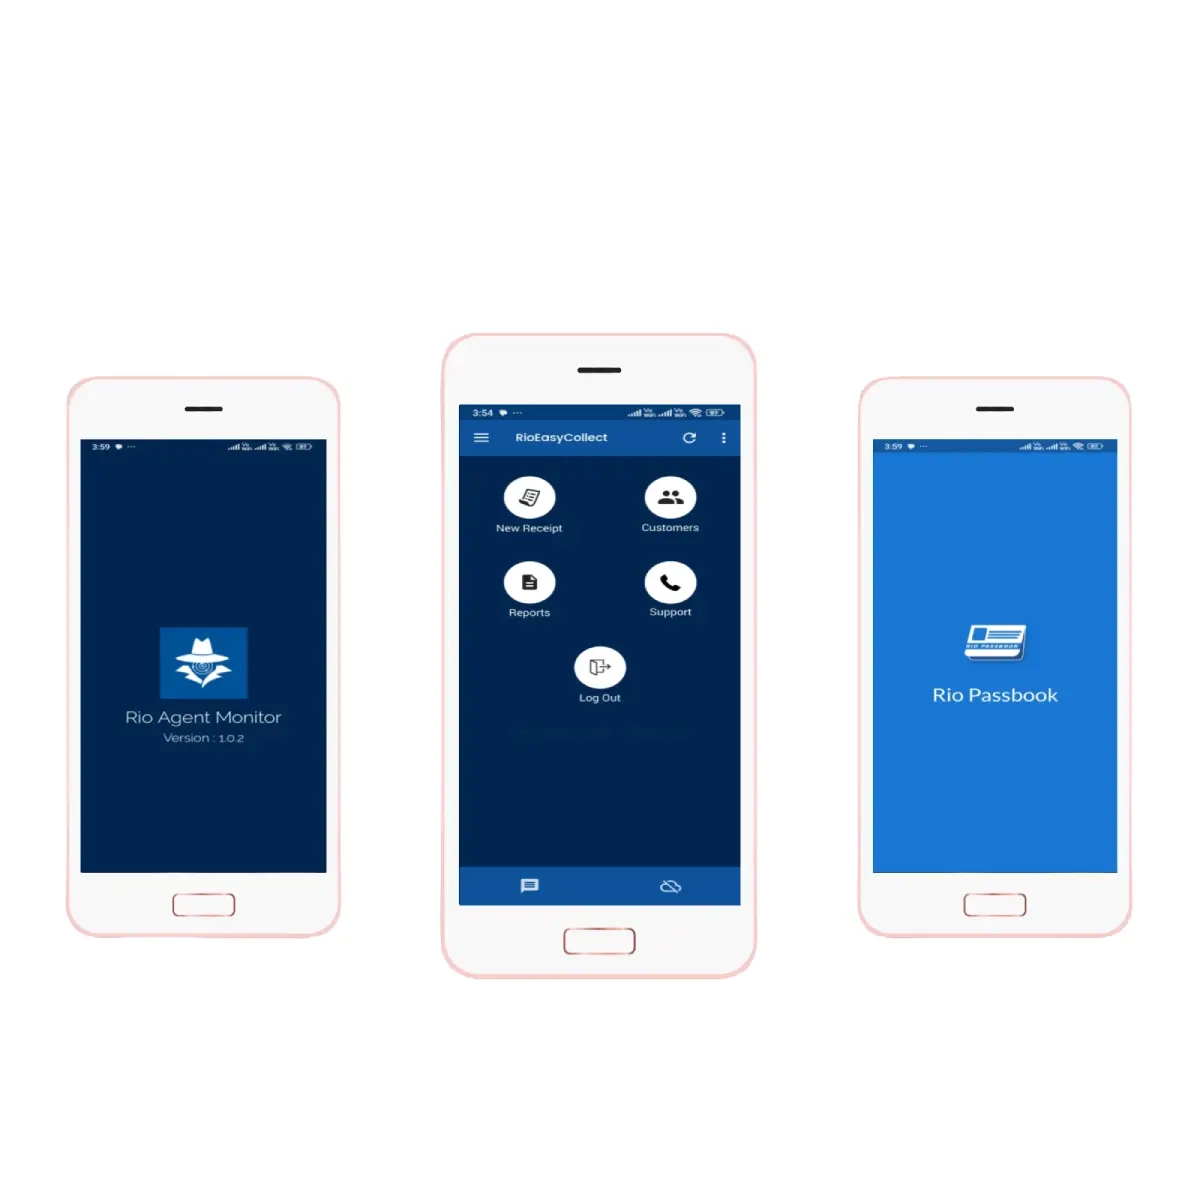 3:59
Rio Agent Monitor
Version : 1.0.2
3:54
RioEasyCollect
New Receipt
Customers
Reports
Support
Log Out
3:59
RIO PASSBOOK
Rio Passbook